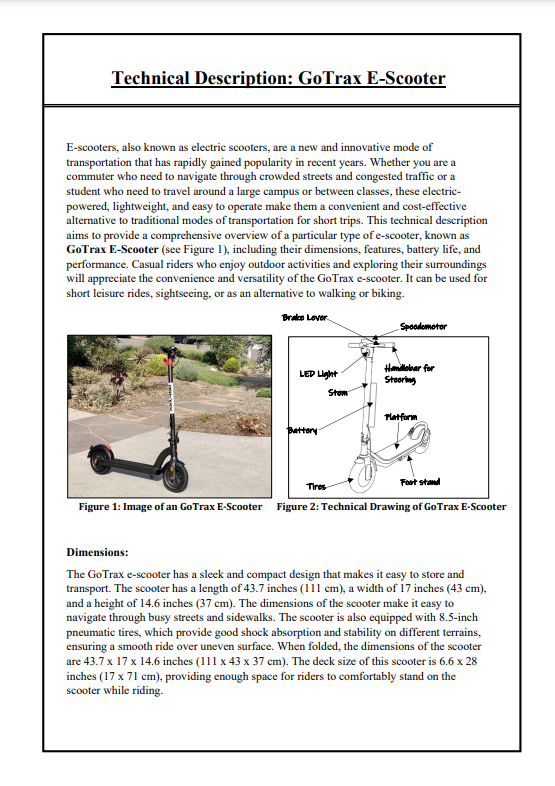 Technical Description: GoTrax E-Scooter
E-scooters, also known as electric scooters, are a new and innovative mode of
transportation that has rapidly gained popularity in recent years. Whether you are a
commuter who need to navigate through crowded streets and congested traffic or a
student who need to travel around a large campus or between classes, these electric-
powered, lightweight, and easy to operate make them a convenient and cost-effective
alternative to traditional modes of transportation for short trips. This technical description
aims to provide a comprehensive overview of a particular type of e-scooter, known as
GoTrax E-Scooter (see Figure 1), including their dimensions, features, battery life, and
performance. Casual riders who enjoy outdoor activities and exploring their surroundings
will appreciate the convenience and versatility of the GoTrax e-scooter. It can be used for
short leisure rides, sightseeing, or as an alternative to walking or biking.
Brake Lever
Speedometer
LED Light
Handlebar for
Steering
Stem
Platform
Battery
Tires
Foot stand
Figure 1: Image of an GoTrax E-Scooter
Figure 2: Technical Drawing of GoTrax E-Scooter
Dimensions:
The GoTrax e-scooter has a sleek and compact design that makes it easy to store and
transport. The scooter has a length of 43.7 inches (111 cm), a width of 17 inches (43 cm),
and a height of 14.6 inches (37 cm). The dimensions of the scooter make it easy to
navigate through busy streets and sidewalks. The scooter is also equipped with 8.5-inch
pneumatic tires, which provide good shock absorption and stability on different terrains,
ensuring a smooth ride over uneven surface. When folded, the dimensions of the scooter
are 43.7 x 17 x 14.6 inches (111 x 43 x 37 cm). The deck size of this scooter is 6.6 x 28
inches (17 x 71 cm), providing enough space for riders to comfortably stand on the
scooter while riding.